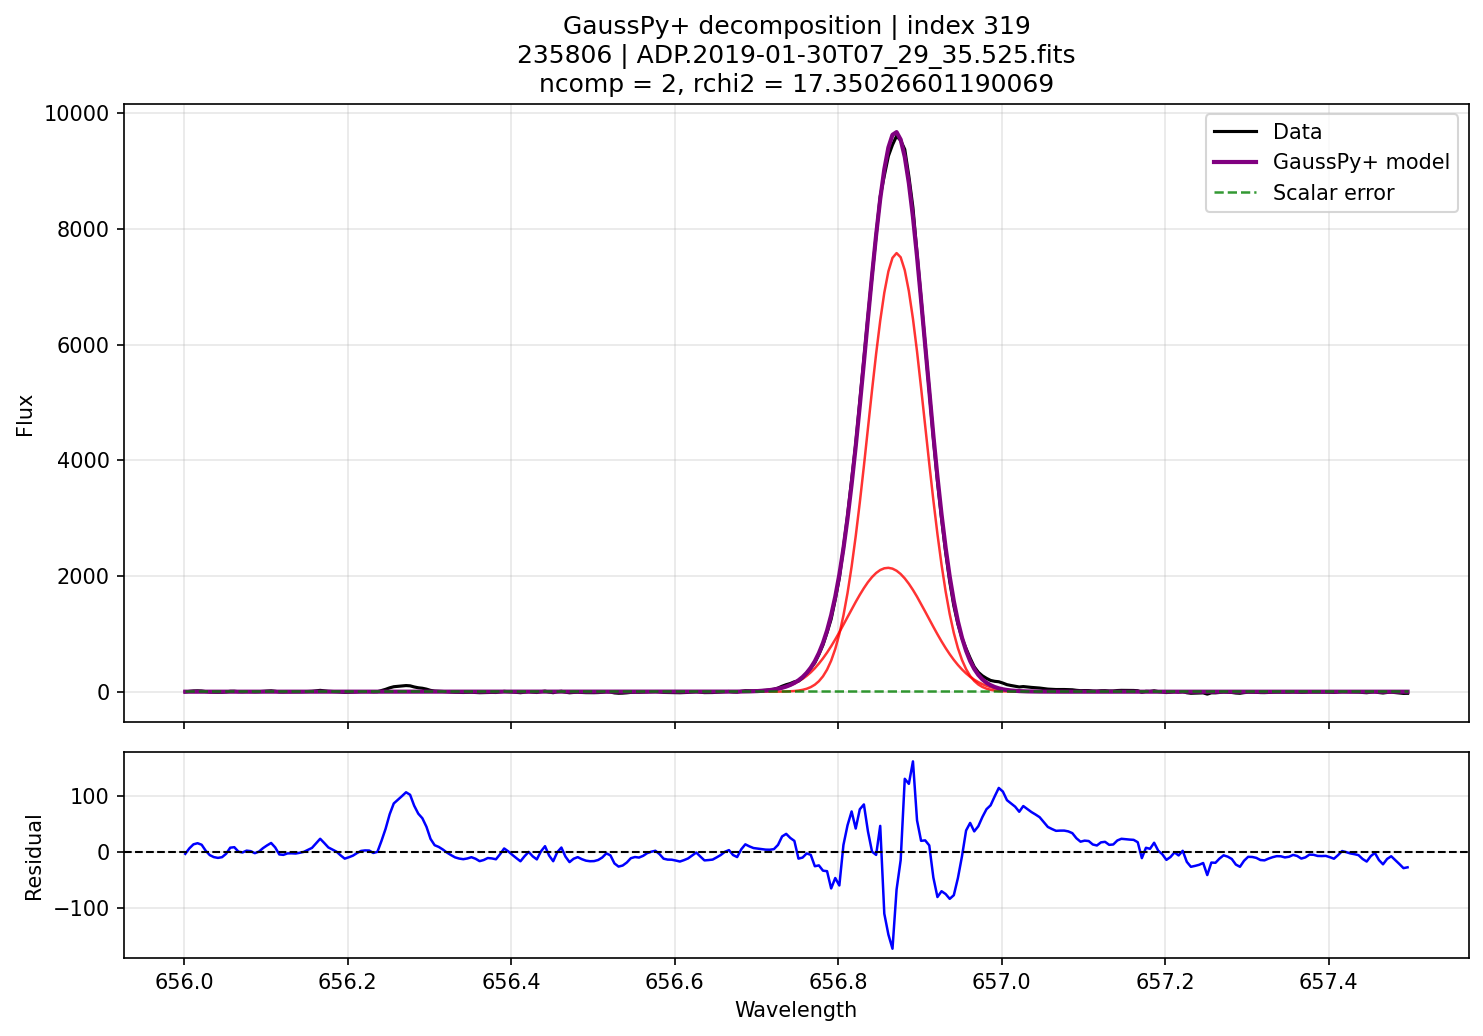 GaussPy+ decomposition | index 319
235806 | ADP.2019-01-30T07_29_35.525.fits
ncomp = 2, rchi2 = 17.35026601190069
10000
8000
6000
4000
2000
0
Flux
Data
GaussPy+ model
Scalar error
100
0
−100
Residual
656.0 656.2 656.4 656.6 656.8 657.0 657.2 657.4
Wavelength